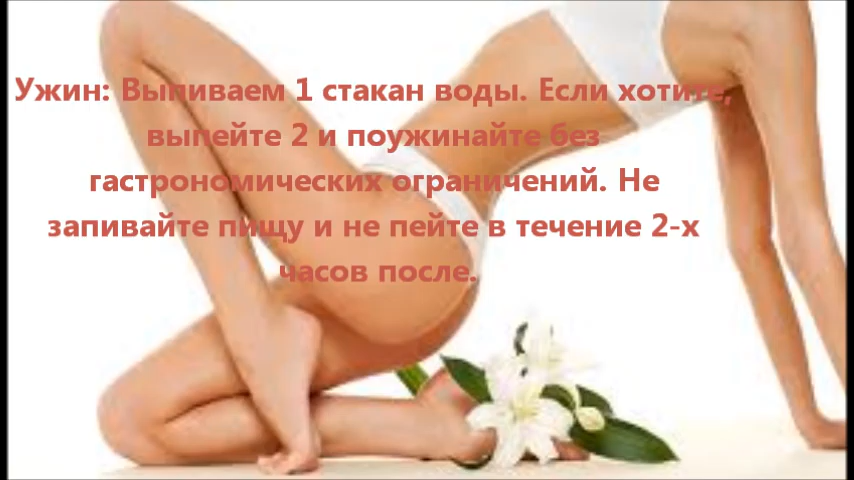 Ужин: Выпиваем 1 стакан воды. Если хотите,
выпейте 2 и поужинайте без
гастрономических ограничений. Не
запивайте пищу и не пейте в течение 2-х
часов после.